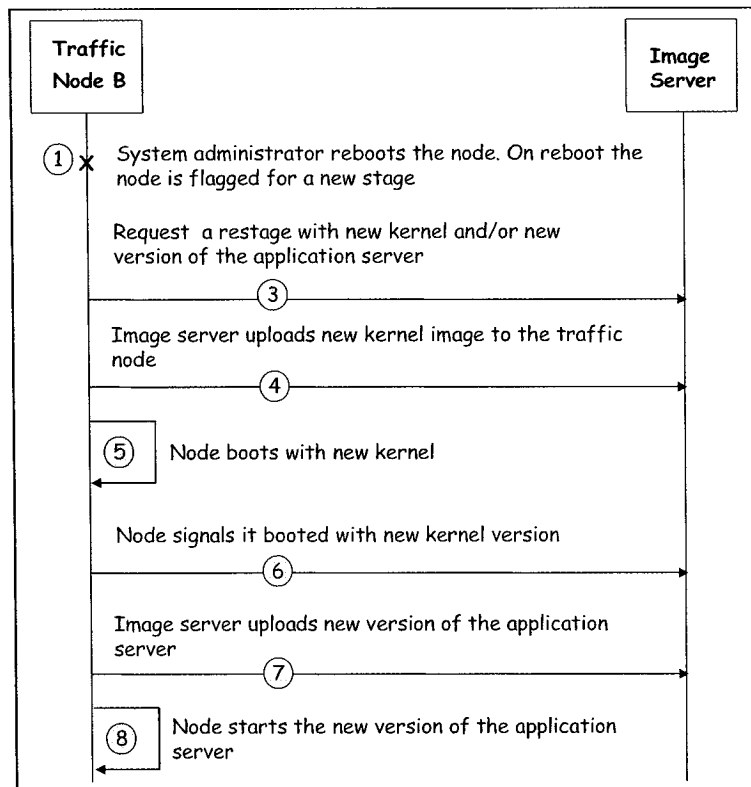 Traffic
Node B
Image
Server
1
System administrator reboots the node. On reboot the
node is flagged for a new stage
Request a restage with new kernel and/or new
version of the application server
3
Image server uploads new kernel image to the traffic
node
4
5
Node boots with new kernel
Node signals it booted with new kernel version
6
Image server uploads new version of the application
server
7
8
Node starts the new version of the application
server